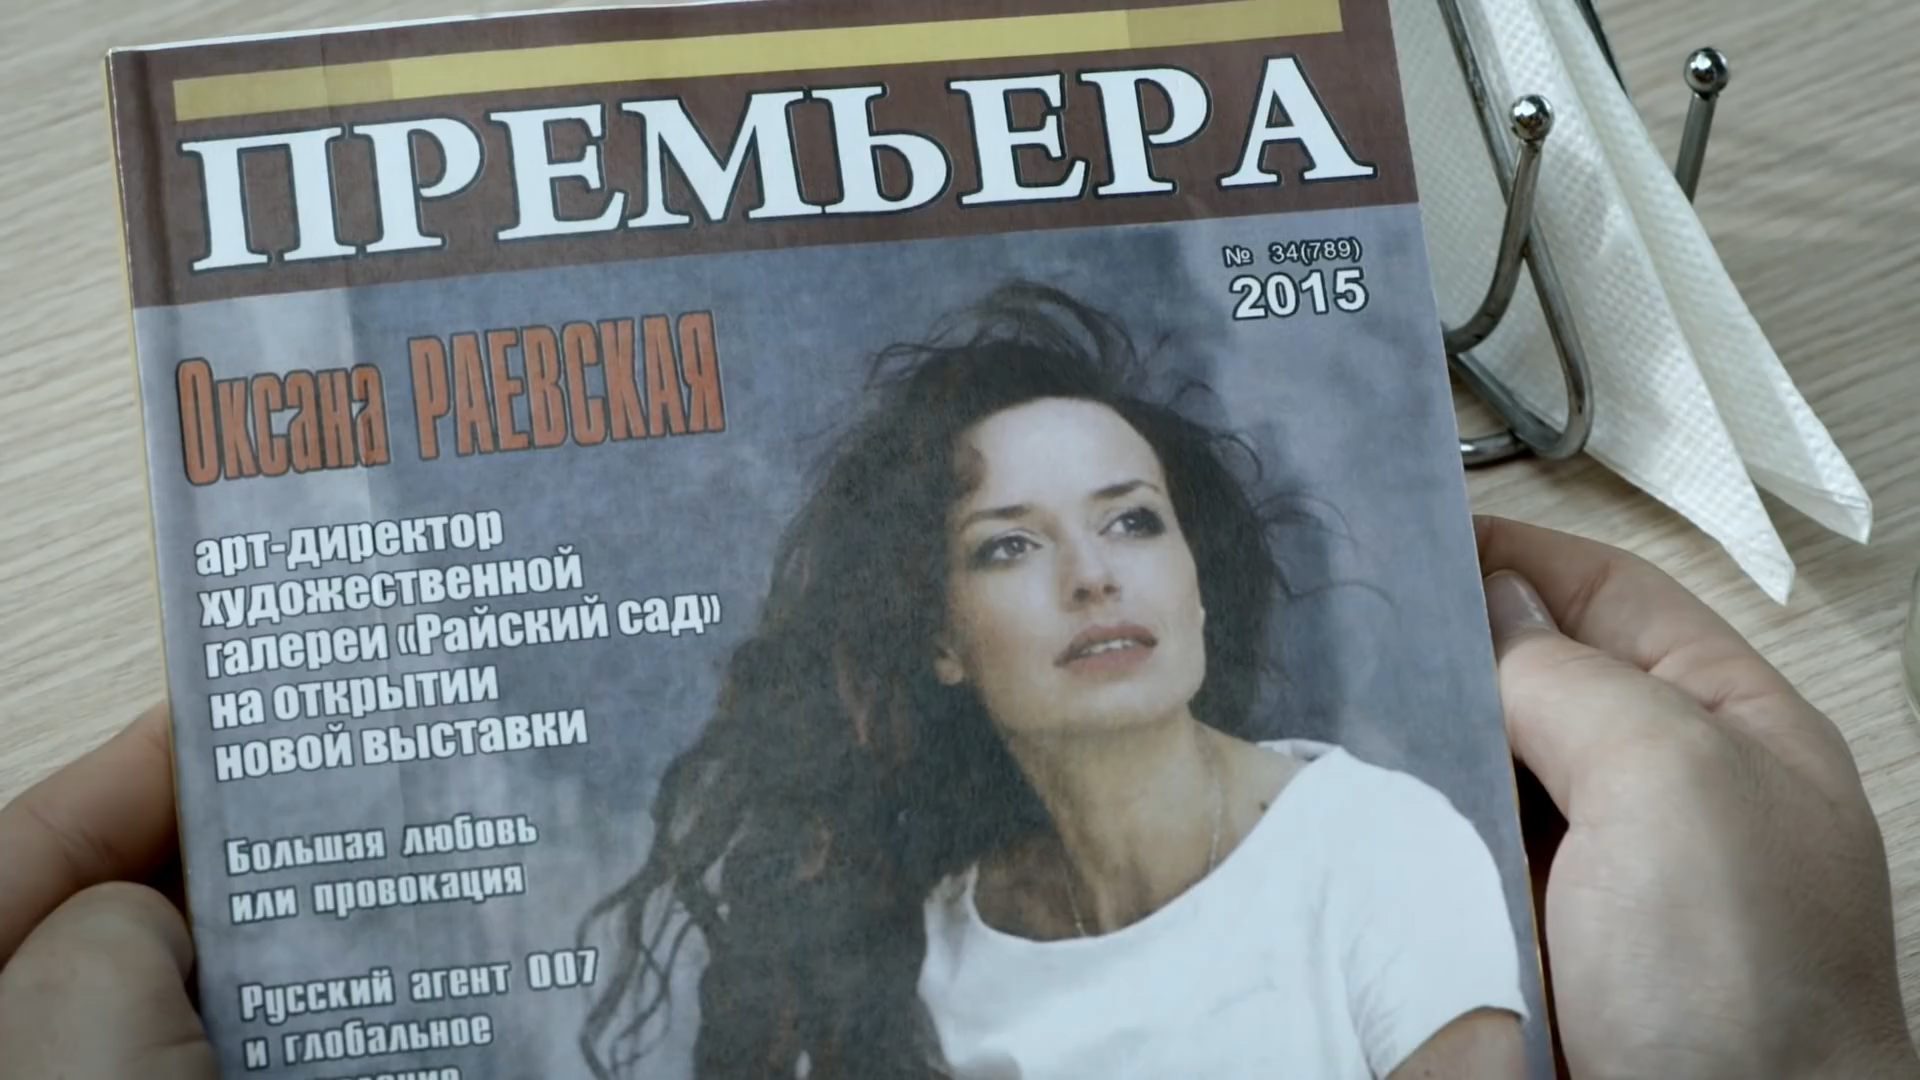 ПРЕМЬЕРА
№ 34(789)
2015
Оксана РАЕВСКАЯ
арт-директор
художественной
галереи «Райский сад»
на открытии
новой выставки
Большая любовь
или провокация
Русский агент 007
и глобальное